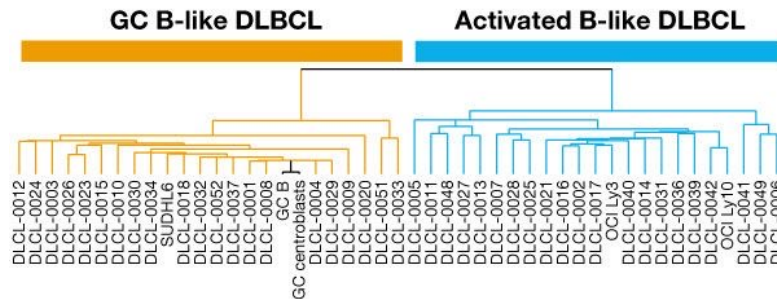 GC B-like DLBCL
Activated B-like DLBCL
DLCL-0012
DLCL-0024
DLCL-0003
DLCL-0026
DLCL-0023
DLCL-0015
DLCL-0010
DLCL-0030
DLCL-0034
SUDHL6
DLCL-0018
DLCL-0032
DLCL-0052
DLCL-0037
DLCL-0001
DLCL-0008
GC B
GC centroblasts
DLCL-0004
DLCL-0029
DLCL-0009
DLCL-0020
DLCL-0051
DLCL-0033
DLCL-0005
DLCL-0011
DLCL-0048
DLCL-0027
DLCL-0013
DLCL-0007
DLCL-0028
DLCL-0025
DLCL-0021
DLCL-0016
DLCL-0002
DLCL-0017
OCI Ly3
DLCL-0040
DLCL-0014
DLCL-0031
DLCL-0036
DLCL-0039
DLCL-0042
OCI Ly10
DLCL-0041
DLCL-0049